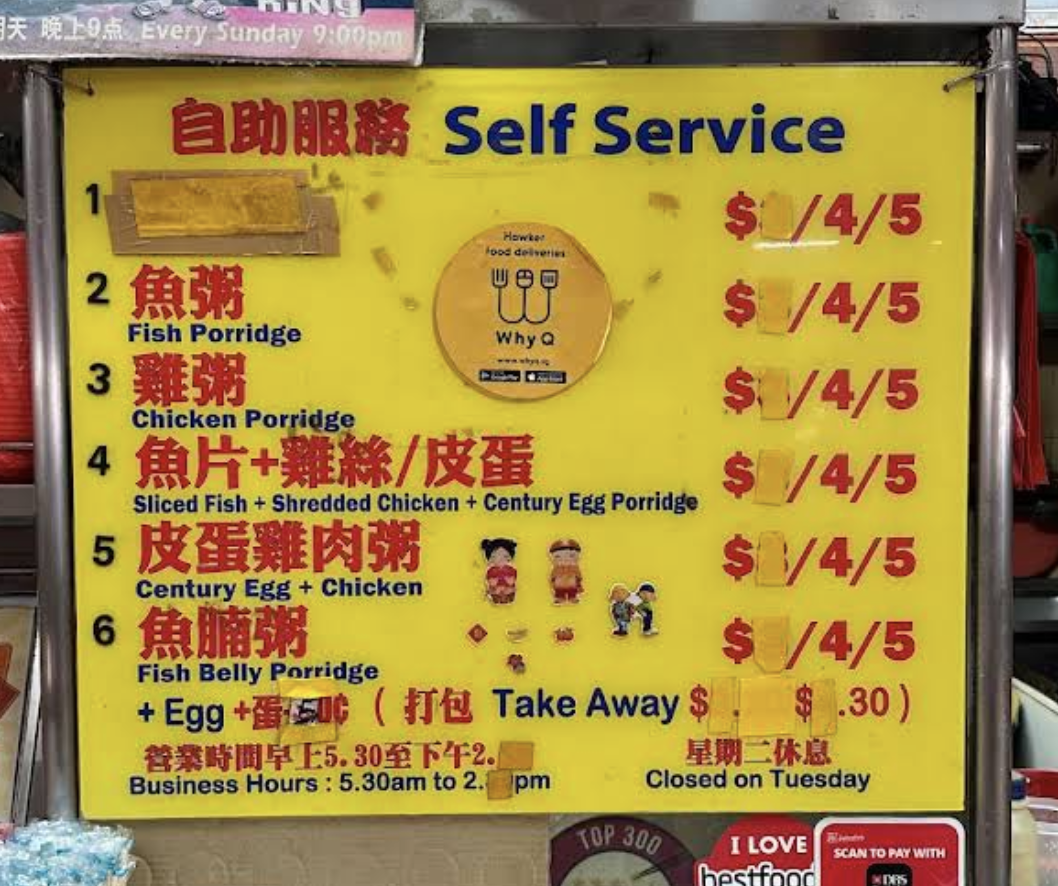 天 晚上9点 Every Sunday 9:00pm
自助服務 Self Service
1 $ /4/5
2 魚粥 $ /4/5
Fish Porridge
3 雞粥 $ /4/5
Chicken Porridge
4 魚片+雞絲/皮蛋 $ /4/5
Sliced Fish + Shredded Chicken + Century Egg Porridge
5 皮蛋雞肉粥 $ /4/5
Century Egg + Chicken
6 魚腩粥 $ /4/5
Fish Belly Porridge
+ Egg +蛋 50¢ ( 打包 Take Away $ . $ .30 )
營業時間早上5.30至下午2. 星期二休息
Business Hours : 5.30am to 2. pm Closed on Tuesday
Hawker
food deliveries
WhyQ
www.whyq.sg
TOP 300
I LOVE
bestfood
SCAN TO PAY WITH
DBS